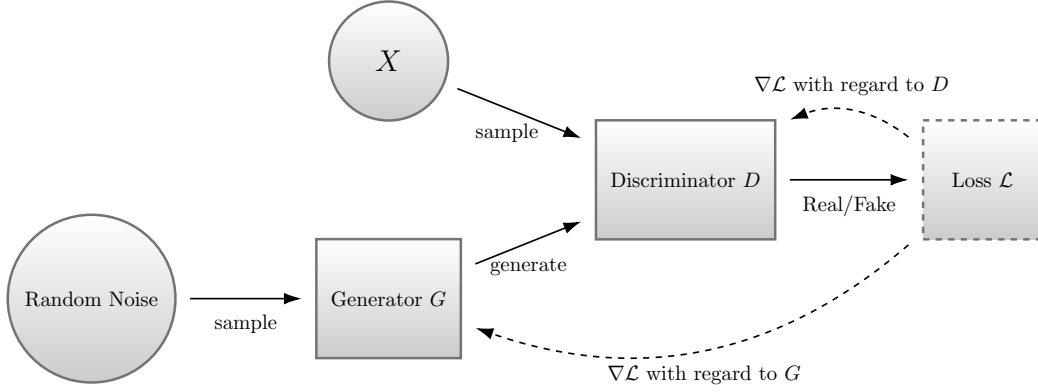 X
∇ℒ with regard to D
sample
Discriminator D
Loss ℒ
Real/Fake
generate
Random Noise
Generator G
sample
∇ℒ with regard to G